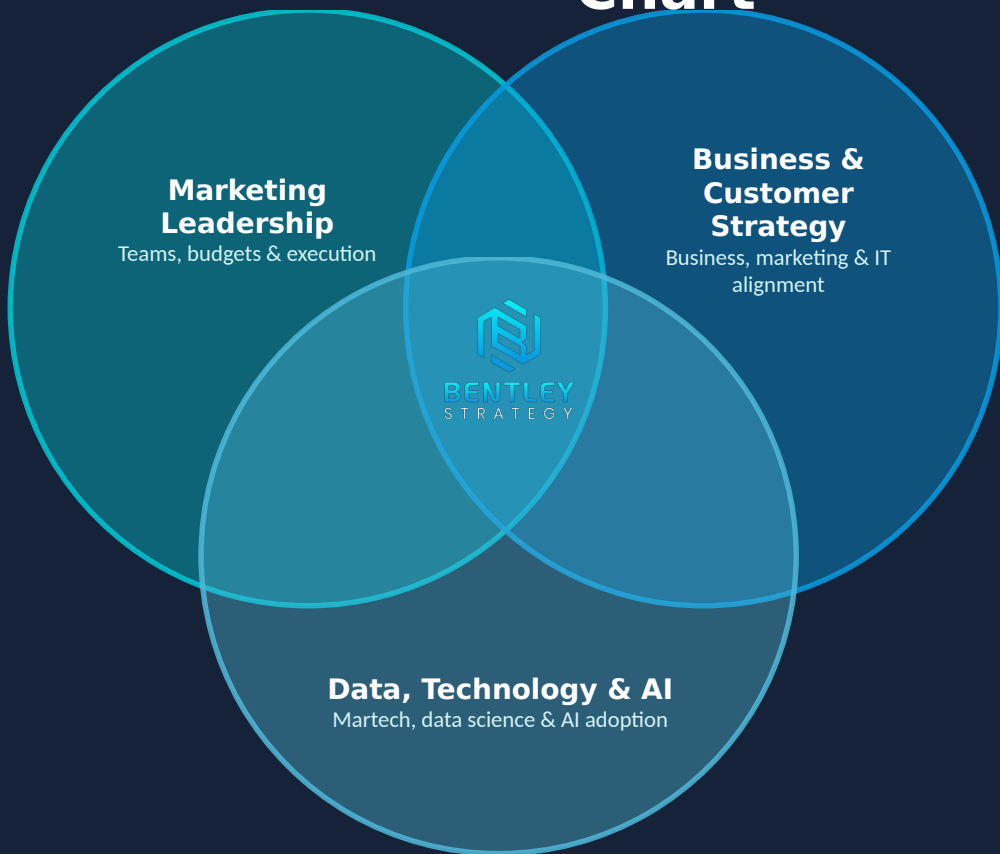 Chart
Marketing
Leadership
Teams, budgets & execution
Business &
Customer
Strategy
Business, marketing & IT
alignment
BENTLEY
STRATEGY
Data, Technology & AI
Martech, data science & AI adoption